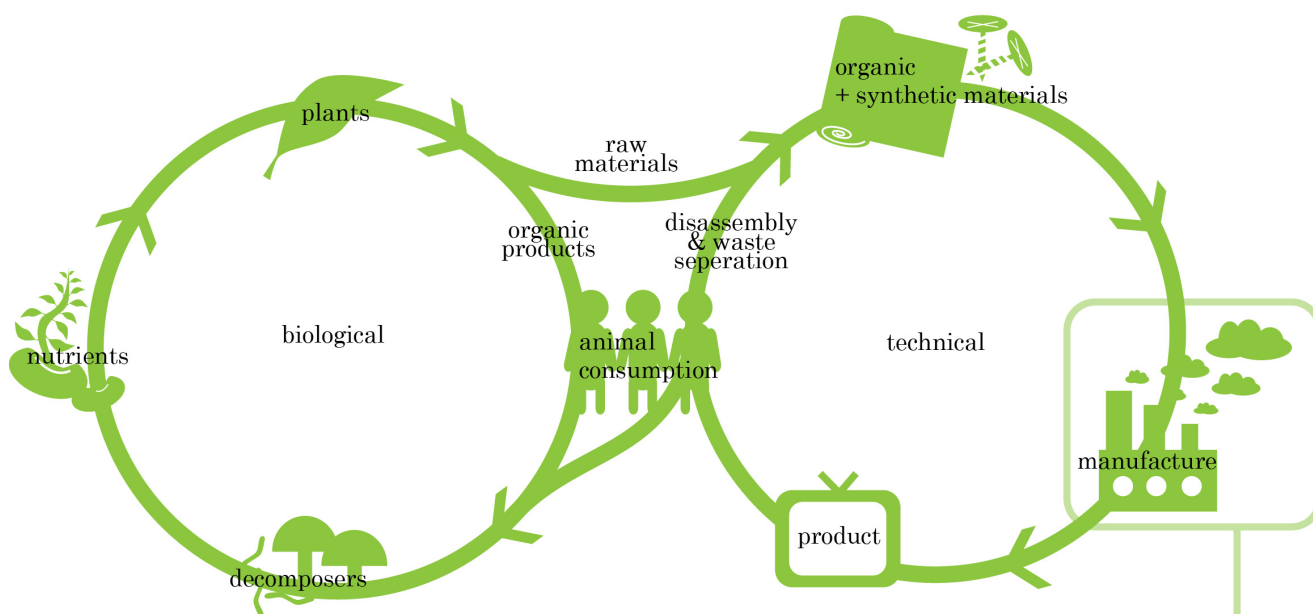 organic
+ synthetic materials
plants
raw
materials
organic
products
disassembly
& waste
seperation
biological
animal
consumption
technical
nutrients
manufacture
product
decomposers